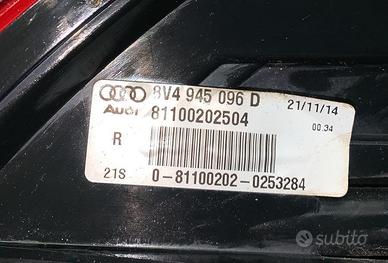 8V4 945 096 D
21/11/14
Audi 81100202504
00.34
R
21S 0-81100202-0253284
subito